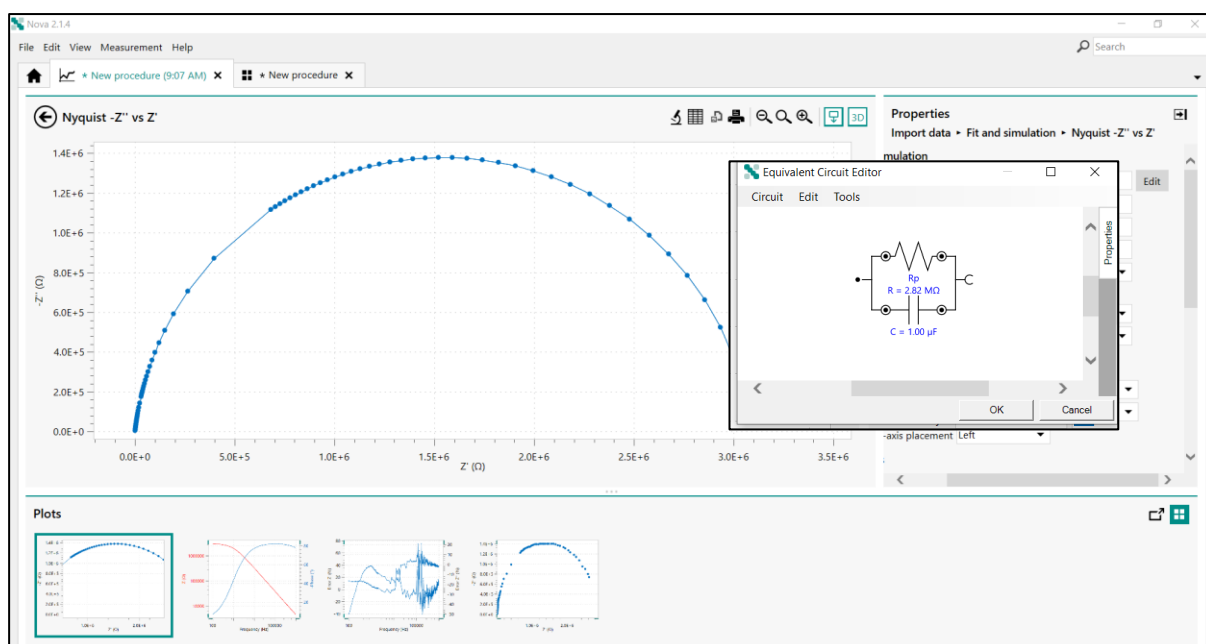 Nova 2.1.4
File Edit View Measurement Help
Search
* New procedure (9:07 AM) × * New procedure ×
Nyquist -Z'' vs Z'
3D
Properties
Import data ▸ Fit and simulation ▸ Nyquist -Z'' vs Z'
mulation
Edit
1.4E+6
1.2E+6
1.0E+6
8.0E+5
6.0E+5
4.0E+5
2.0E+5
0.0E+0
-Z'' (Ω)
0.0E+0 5.0E+5 1.0E+6 1.5E+6 2.0E+6 2.5E+6 3.0E+6 3.5E+6
Z' (Ω)
Equivalent Circuit Editor
Circuit Edit Tools
Properties
Rp
R = 2.82 MΩ
C = 1.00 µF
OK Cancel
-axis placement Left
Plots
Frequency (Hz)
Frequency (Hz)